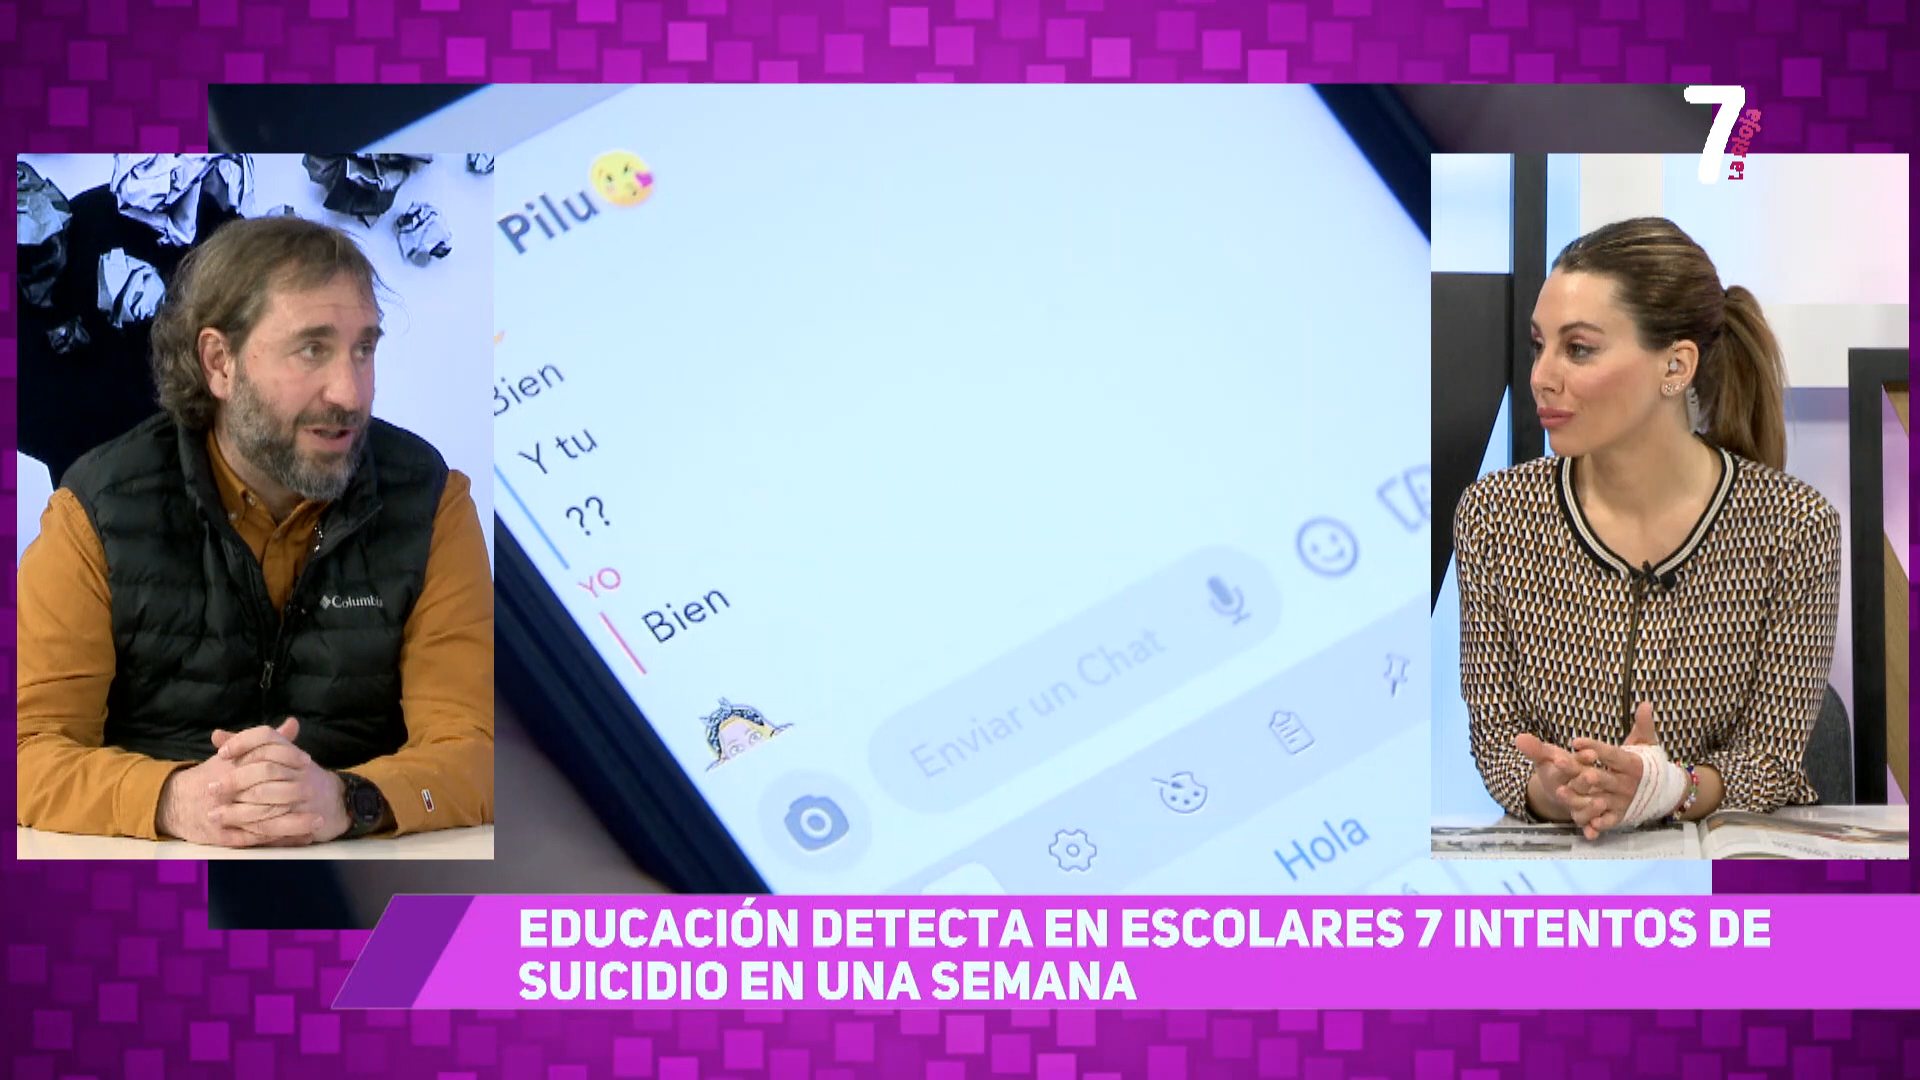 7
La Rioja
Pilu
Bien
Y tu
??
YO
Bien
Enviar un Chat
Hola
Columbia
EDUCACIÓN DETECTA EN ESCOLARES 7 INTENTOS DE
SUICIDIO EN UNA SEMANA